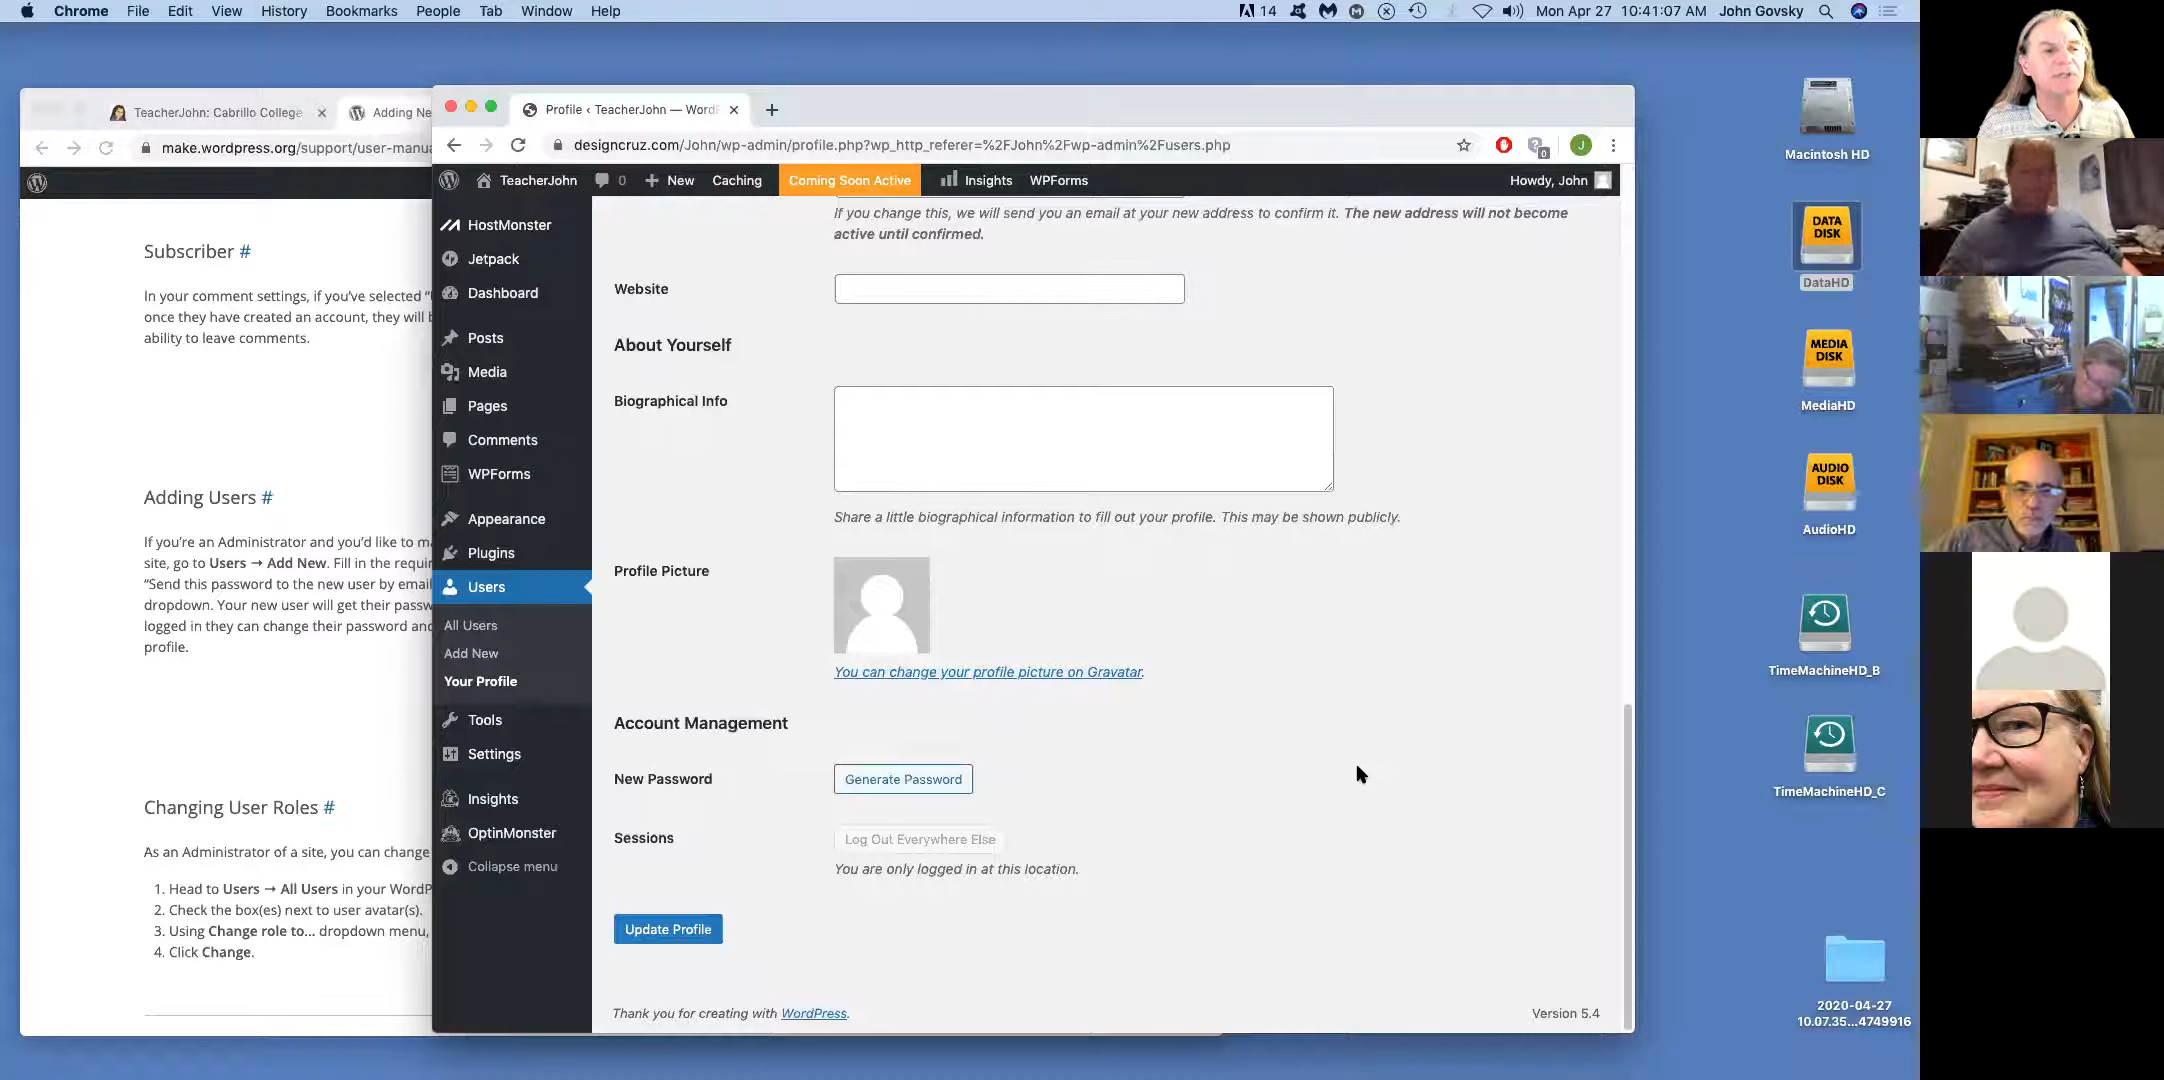 Chrome File Edit View History Bookmarks People Tab Window Help
14 Mon Apr 27 10:41:07 AM John Govsky
TeacherJohn: Cabrillo College
Adding Ne
make.wordpress.org/support/user-manua
Subscriber #
In your comment settings, if you've selected
once they have created an account, they will b
ability to leave comments.
Adding Users #
If you're an Administrator and you'd like to ma
site, go to Users → Add New. Fill in the requir
"Send this password to the new user by email
dropdown. Your new user will get their passw
logged in they can change their password and
profile.
Changing User Roles #
As an Administrator of a site, you can change
1. Head to Users → All Users in your WordP
2. Check the box(es) next to user avatar(s).
3. Using Change role to... dropdown menu,
4. Click Change.
Profile ‹ TeacherJohn — WordP
designcruz.com/John/wp-admin/profile.php?wp_http_referer=%2FJohn%2Fwp-admin%2Fusers.php
J
0
TeacherJohn 0 New Caching Coming Soon Active Insights WPForms Howdy, John
HostMonster
Jetpack
Dashboard
Posts
Media
Pages
Comments
WPForms
Appearance
Plugins
Users
All Users
Add New
Your Profile
Tools
Settings
Insights
OptinMonster
Collapse menu
If you change this, we will send you an email at your new address to confirm it. The new address will not become
active until confirmed.
Website
About Yourself
Biographical Info
Share a little biographical information to fill out your profile. This may be shown publicly.
Profile Picture
You can change your profile picture on Gravatar.
Account Management
New Password Generate Password
Sessions Log Out Everywhere Else
You are only logged in at this location.
Update Profile
Thank you for creating with WordPress. Version 5.4
Macintosh HD
DATA
DISK
DataHD
MEDIA
DISK
MediaHD
AUDIO
DISK
AudioHD
TimeMachineHD_B
TimeMachineHD_C
2020-04-27
10.07.35...4749916